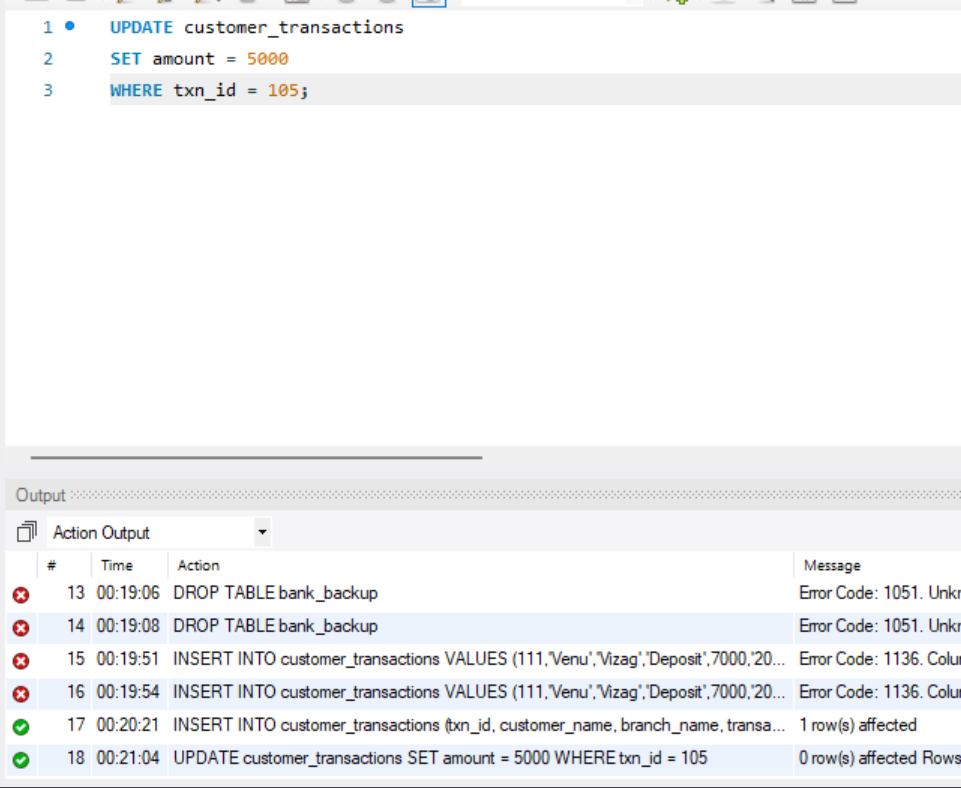 1 UPDATE customer_transactions
2 SET amount = 5000
3 WHERE txn_id = 105;
Output
Action Output
# Time Action Message
13 00:19:06 DROP TABLE bank_backup Error Code: 1051.
14 00:19:08 DROP TABLE bank_backup Error Code: 1051.
15 00:19:51 INSERT INTO customer_transactions VALUES (111,'Venu','Vizag','Deposit',7000,'20... Error Code: 1136.
16 00:19:54 INSERT INTO customer_transactions VALUES (111,'Venu','Vizag','Deposit',7000,'20... Error Code: 1136.
17 00:20:21 INSERT INTO customer_transactions (txn_id, customer_name, branch_name, transa... 1 row(s) affected
18 00:21:04 UPDATE customer_transactions SET amount = 5000 WHERE txn_id = 105 0 row(s) affected Rows